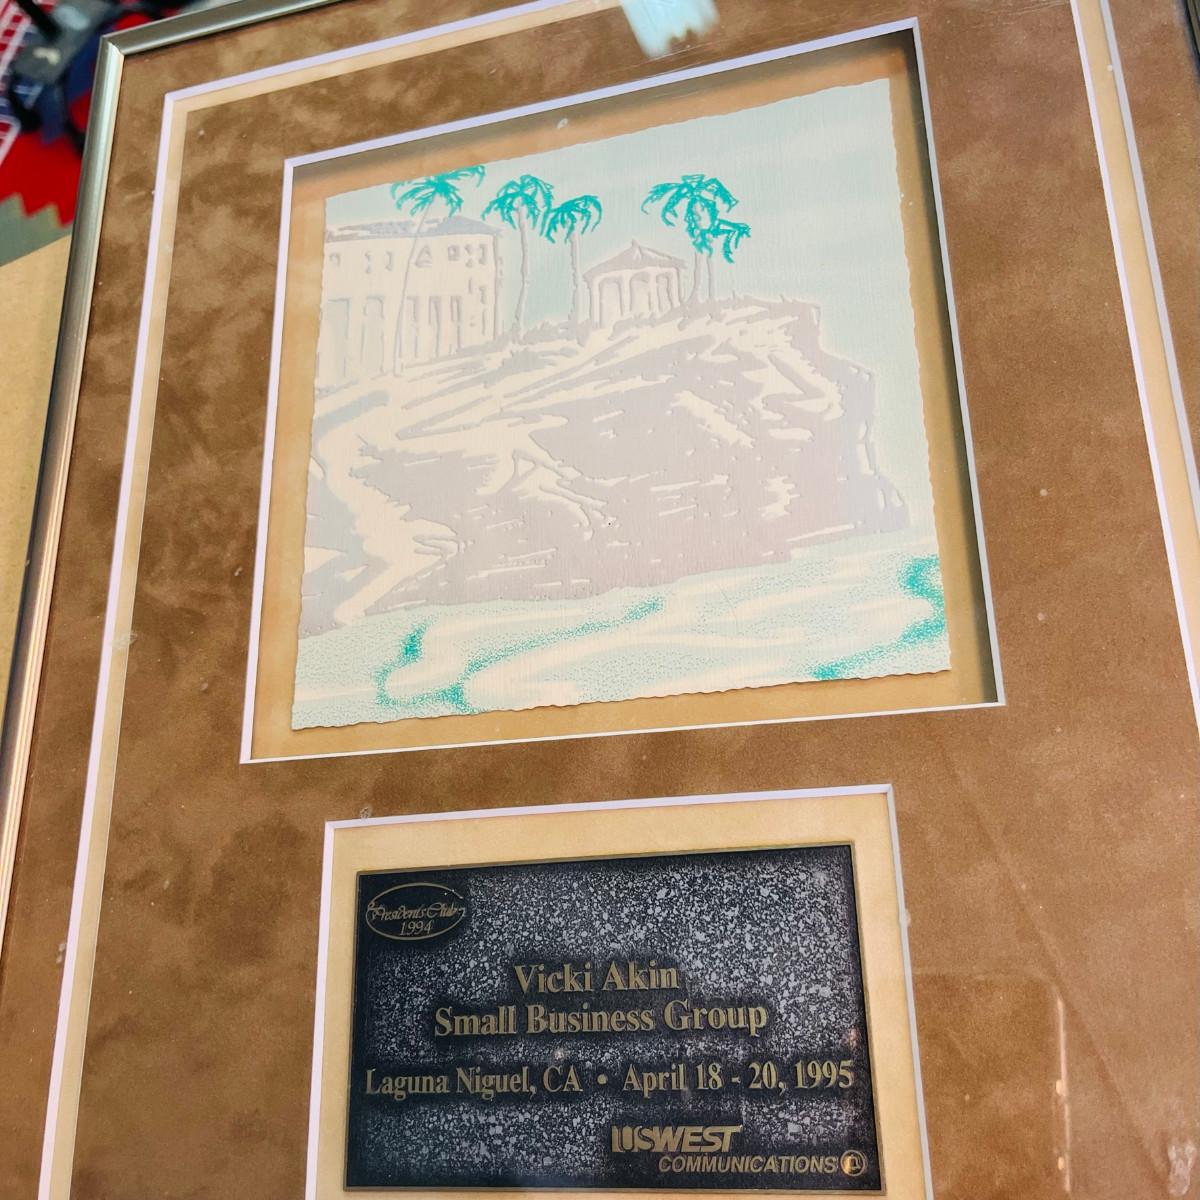 President's Club
1994
Vicki Akin
Small Business Group
Laguna Niguel, CA • April 18 - 20, 1995
USWEST
COMMUNICATIONS